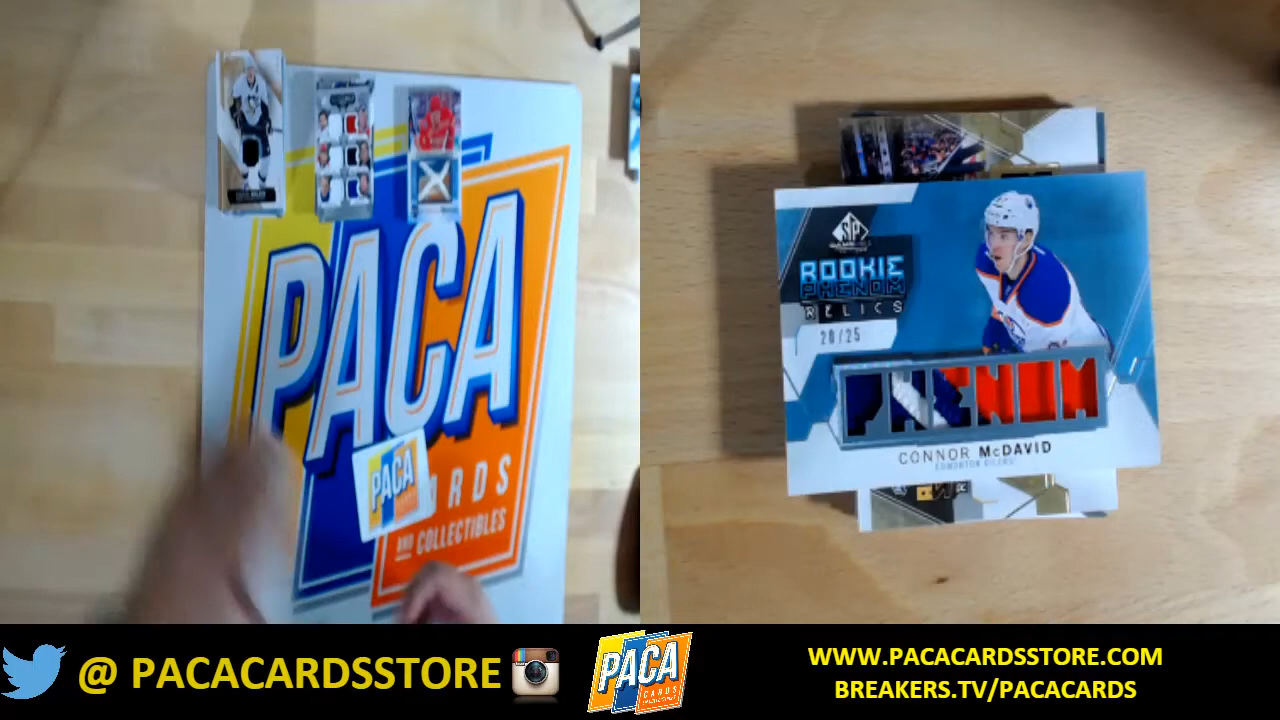 PACA
CARDS
AND COLLECTIBLES
PACA
SP
ROOKIE
PHENOM
RELICS
20/25
PHENOM
CONNOR McDAVID
EDMONTON OILERS
@ PACACARDSSTORE
PACA
CARDS
WWW.PACACARDSSTORE.COM
BREAKERS.TV/PACACARDS